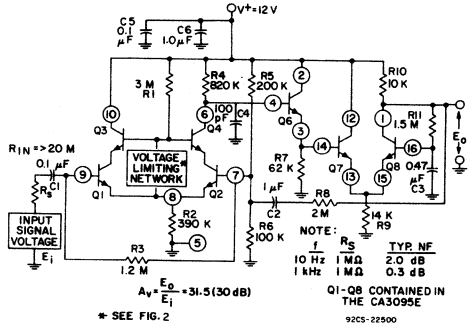 V+=12V
C5
0.1
μF
C6
1.0μF
3 M
R1
R4
820 K
R5
200 K
R10
10 K
10
6
100
pF
C4
4
2
12
1
R11
1.5 M
Q3
Q4
Q6
3
14
16
Eo
RIN=>20 M
0.1 μF
C1
9
VOLTAGE
LIMITING*
NETWORK
7
R7
62 K
Q7
Q8
0.47
μF
C3
13
15
Rs
Q1
8
Q2
1 μF
C2
R8
2M
14 K
R9
INPUT
SIGNAL
VOLTAGE
Ei
R2
390 K
5
R6
100 K
R3
1.2 M
NOTE:
f Rs TYP. NF
10 Hz 1 MΩ 2.0 dB
1 kHz 1 MΩ 0.3 dB
Av = Eo/Ei = 31.5 (30 dB)
Q1-Q8 CONTAINED IN
THE CA3095E
* SEE FIG. 2
92CS-22500